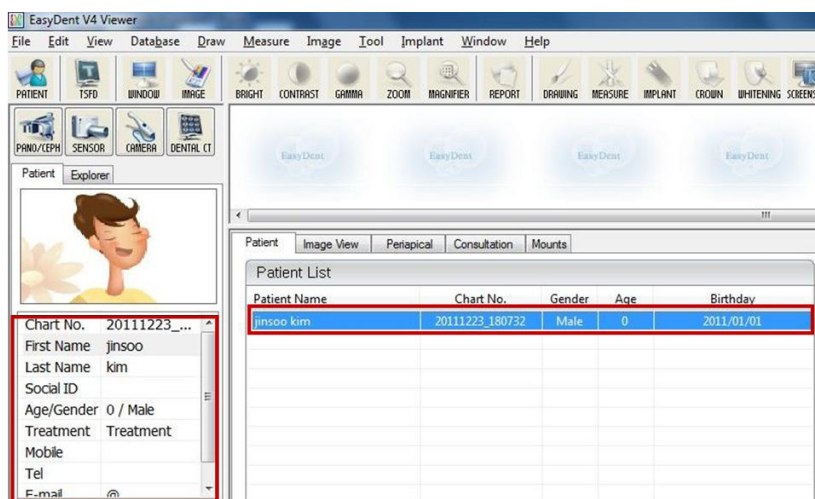 EasyDent V4 Viewer
File Edit View Database Draw Measure Image Tool Implant Window Help
PATIENT TSFD WINDOW IMAGE BRIGHT CONTRAST GAMMA ZOOM MAGNIFIER REPORT DRAWING MEASURE IMPLANT CROWN WHITENING SCREENS
PANO/CEPH SENSOR CAMERA DENTAL CT
EasyDent EasyDent EasyDent EasyDent
Patient Explorer
Patient Image View Periapical Consultation Mounts
Patient List
Patient Name Chart No. Gender Age Birthday
jinsoo kim 20111223_180732 Male 0 2011/01/01
Chart No. 20111223_...
First Name jinsoo
Last Name kim
Social ID
Age/Gender 0 / Male
Treatment Treatment
Mobile
Tel
E-mail @